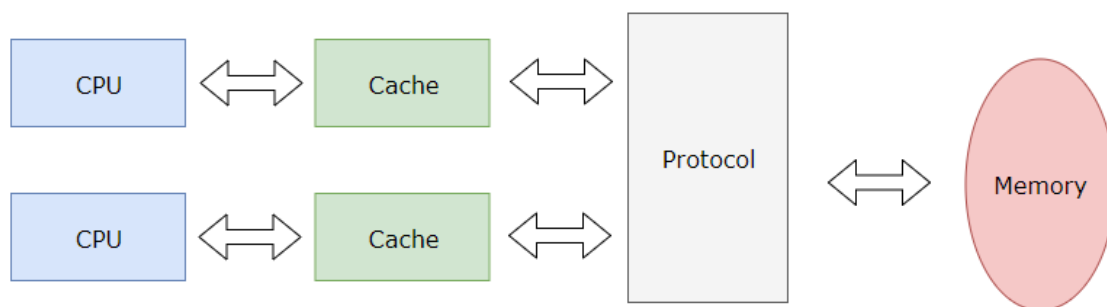 CPU
Cache
Protocol
Memory
CPU
Cache